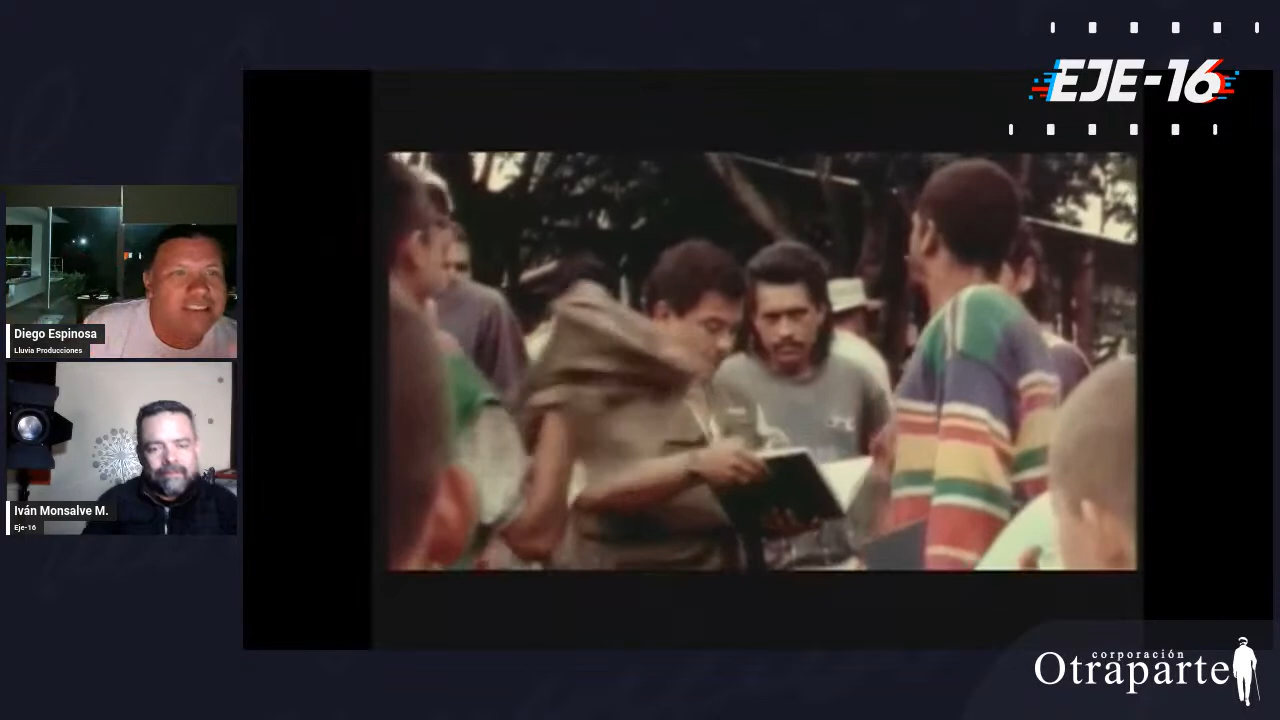 EJE-16
Diego Espinosa
Lluvia Producciones
Iván Monsalve M.
Eje-16
corporación
Otraparte